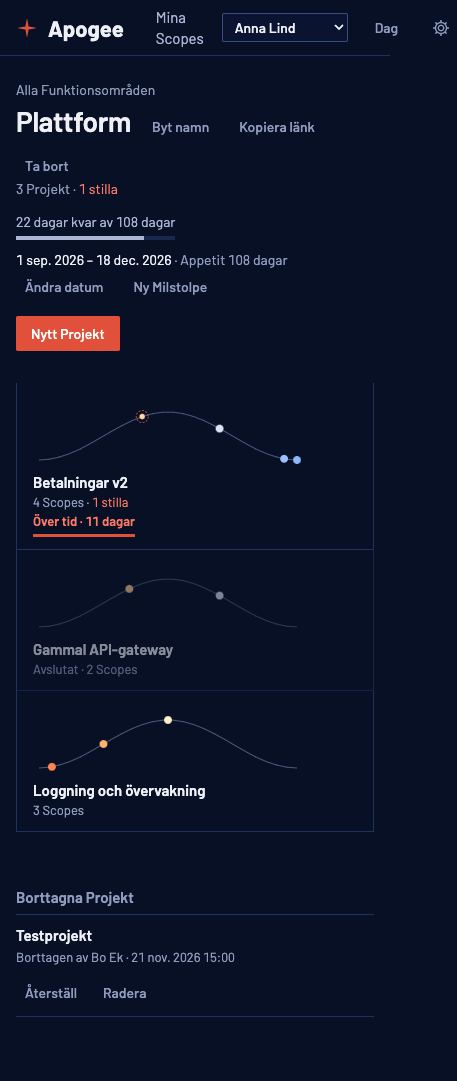 Apogee
Mina
Scopes
Anna Lind
Dag
Alla Funktionsområden
Plattform
Byt namn
Kopiera länk
Ta bort
3 Projekt · 1 stilla
22 dagar kvar av 108 dagar
1 sep. 2026 – 18 dec. 2026 · Appetit 108 dagar
Ändra datum
Ny Milstolpe
Nytt Projekt
Betalningar v2
4 Scopes · 1 stilla
Över tid · 11 dagar
Gammal API-gateway
Avslutat · 2 Scopes
Loggning och övervakning
3 Scopes
Borttagna Projekt
Testprojekt
Borttagen av Bo Ek · 21 nov. 2026 15:00
Återställ
Radera